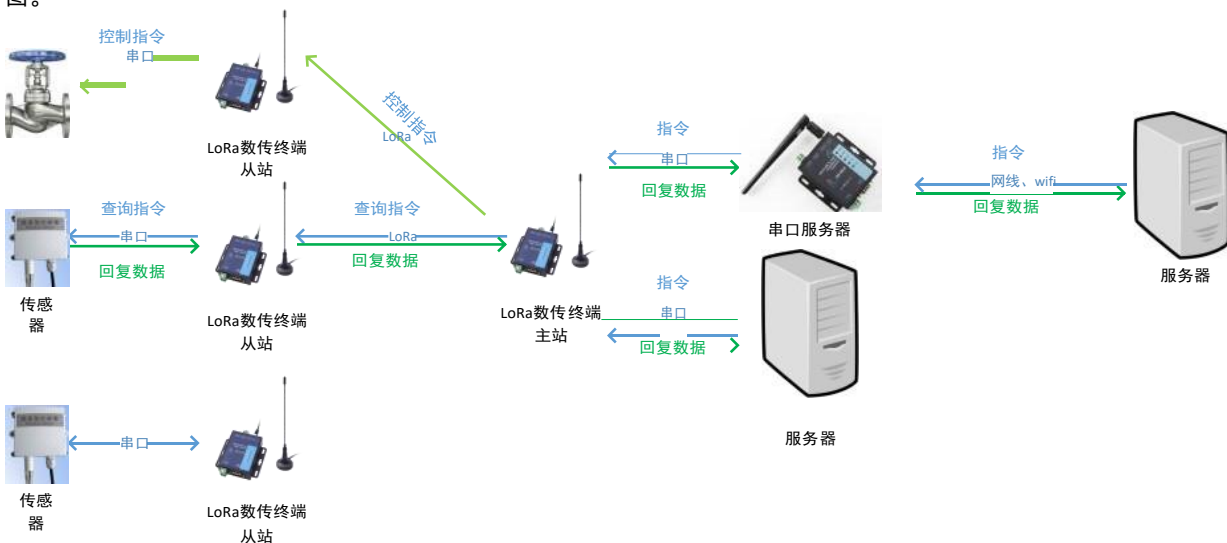 图。
控制指令
串口
LoRa数传终端
从站
控制指令
LoRa
查询指令
串口
回复数据
传感
器
LoRa数传终端
从站
查询指令
LoRa
回复数据
LoRa数传终端
主站
指令
串口
回复数据
串口服务器
指令
网线、wifi
回复数据
服务器
指令
串口
回复数据
服务器
串口
传感
器
LoRa数传终端
从站